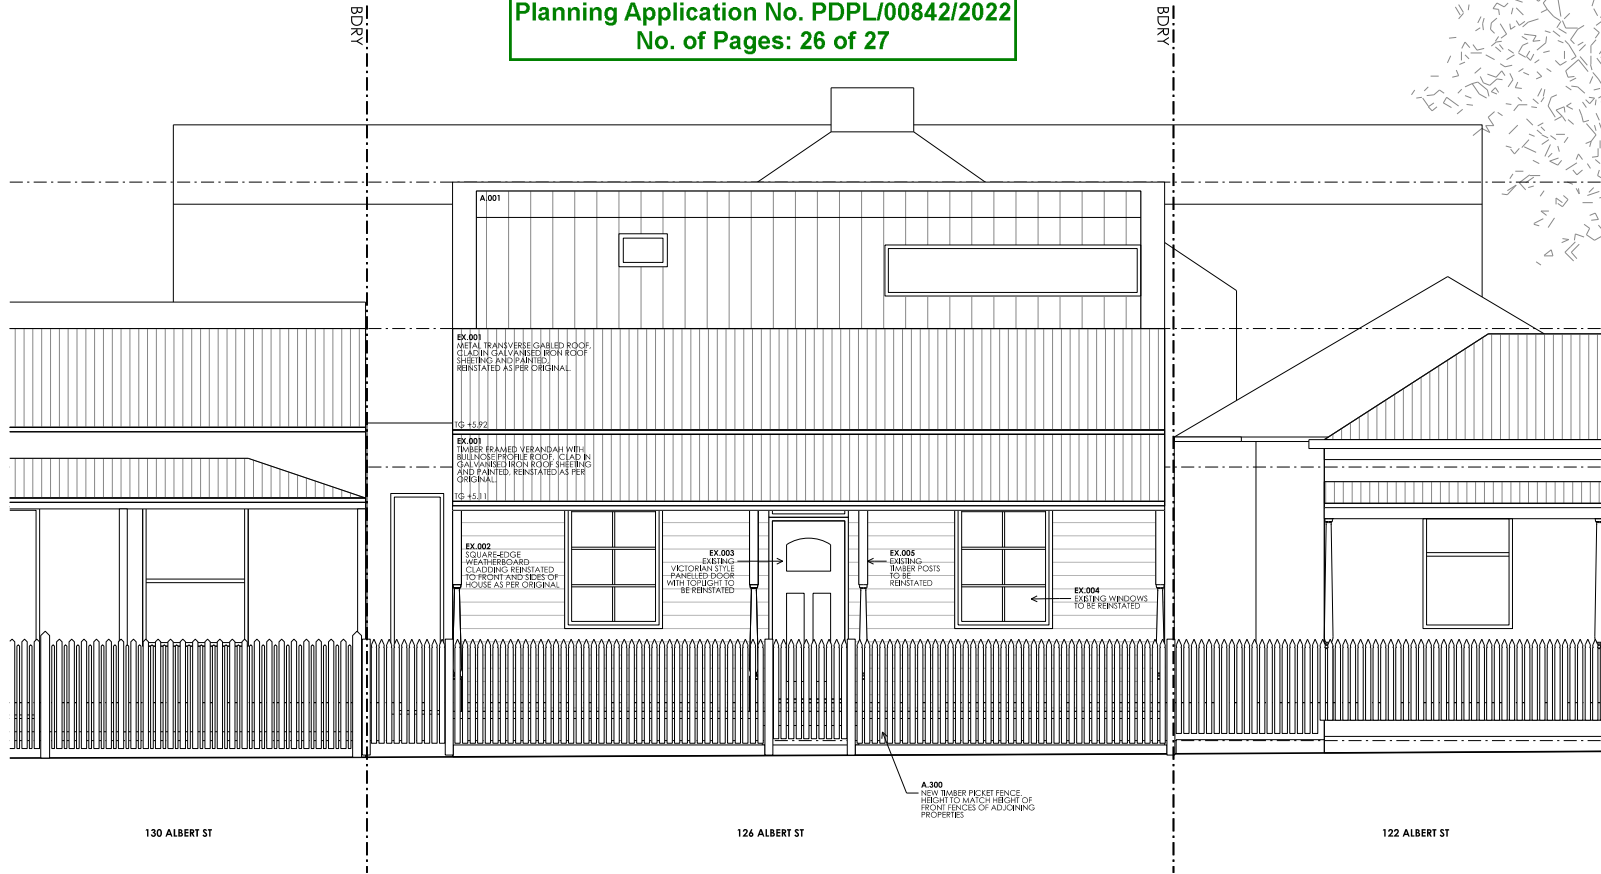 Planning Application No. PDPL/00842/2022
No. of Pages: 26 of 27
BDRY
BDRY
A.001
EX.001
METAL TRANSVERSE GABLED ROOF,
CLAD IN GALVANISED IRON ROOF
SHEETING AND PAINTED.
REINSTATED AS PER ORIGINAL.
TG +5.92
EX.001
TIMBER FRAMED VERANDAH WITH
BULLNOSE PROFILE ROOF, CLAD IN
GALVANISED IRON ROOF SHEETING
AND PAINTED. REINSTATED AS PER
ORIGINAL.
TG +5.11
EX.002
SQUARE-EDGE
WEATHERBOARD
CLADDING REINSTATED
TO FRONT AND SIDES OF
HOUSE AS PER ORIGINAL
EX.003
EXISTING
VICTORIAN STYLE
PANELLED DOOR
WITH TOPLIGHT TO
BE REINSTATED
EX.005
EXISTING
TIMBER POSTS
TO BE
REINSTATED
EX.004
EXISTING WINDOWS
TO BE REINSTATED
A.300
NEW TIMBER PICKET FENCE.
HEIGHT TO MATCH HEIGHT OF
FRONT FENCES OF ADJOINING
PROPERTIES
130 ALBERT ST
126 ALBERT ST
122 ALBERT ST